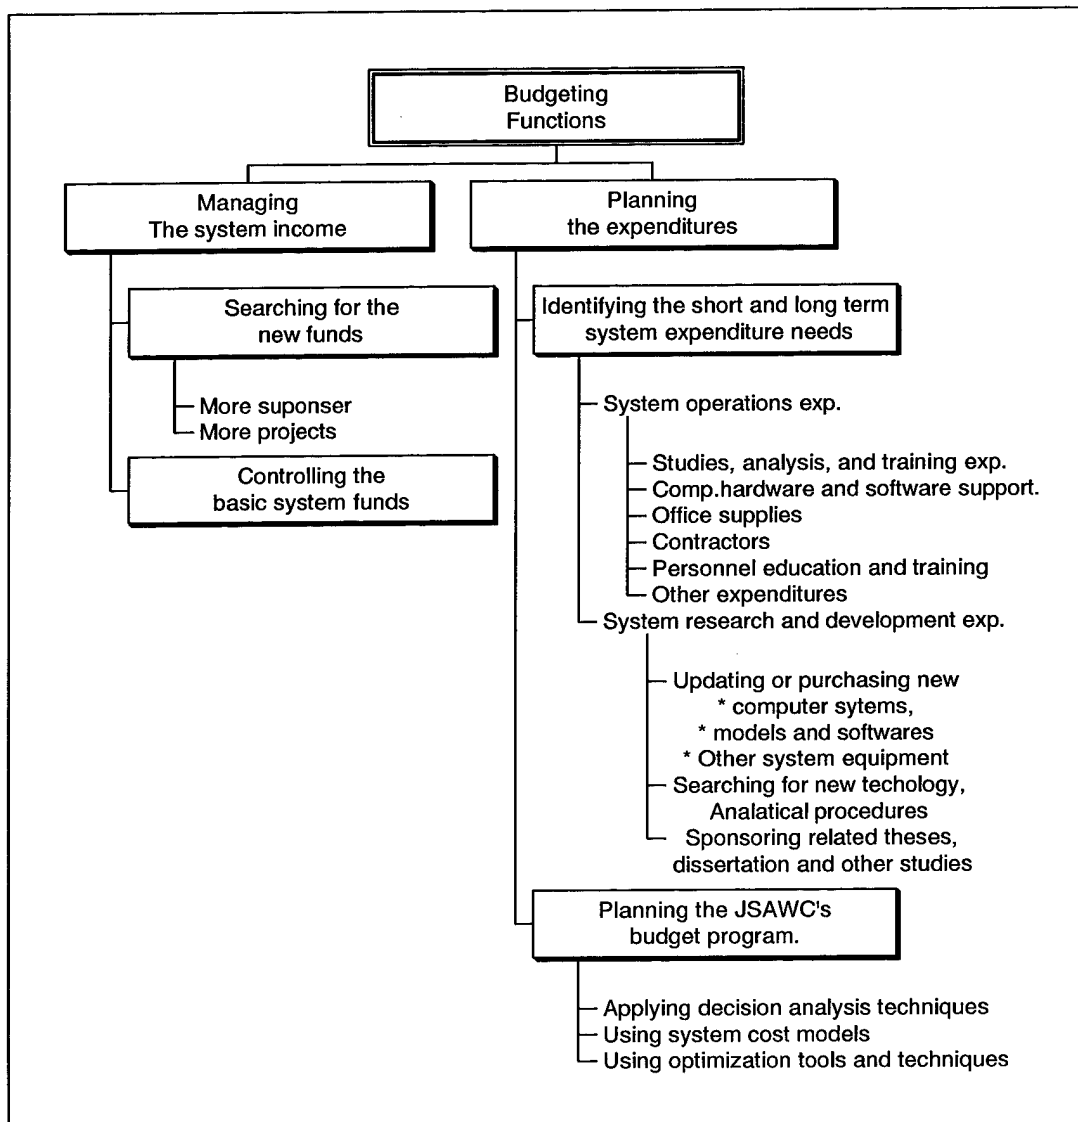 Budgeting
Functions
Managing
The system income
Searching for the
new funds
More suponser
More projects
Controlling the
basic system funds
Planning
the expenditures
Identifying the short and long term
system expenditure needs
System operations exp.
Studies, analysis, and training exp.
Comp.hardware and software support.
Office supplies
Contractors
Personnel education and training
Other expenditures
System research and development exp.
Updating or purchasing new
* computer sytems,
* models and softwares
* Other system equipment
Searching for new techology,
Analatical procedures
Sponsoring related theses,
dissertation and other studies
Planning the JSAWC's
budget program.
Applying decision analysis techniques
Using system cost models
Using optimization tools and techniques